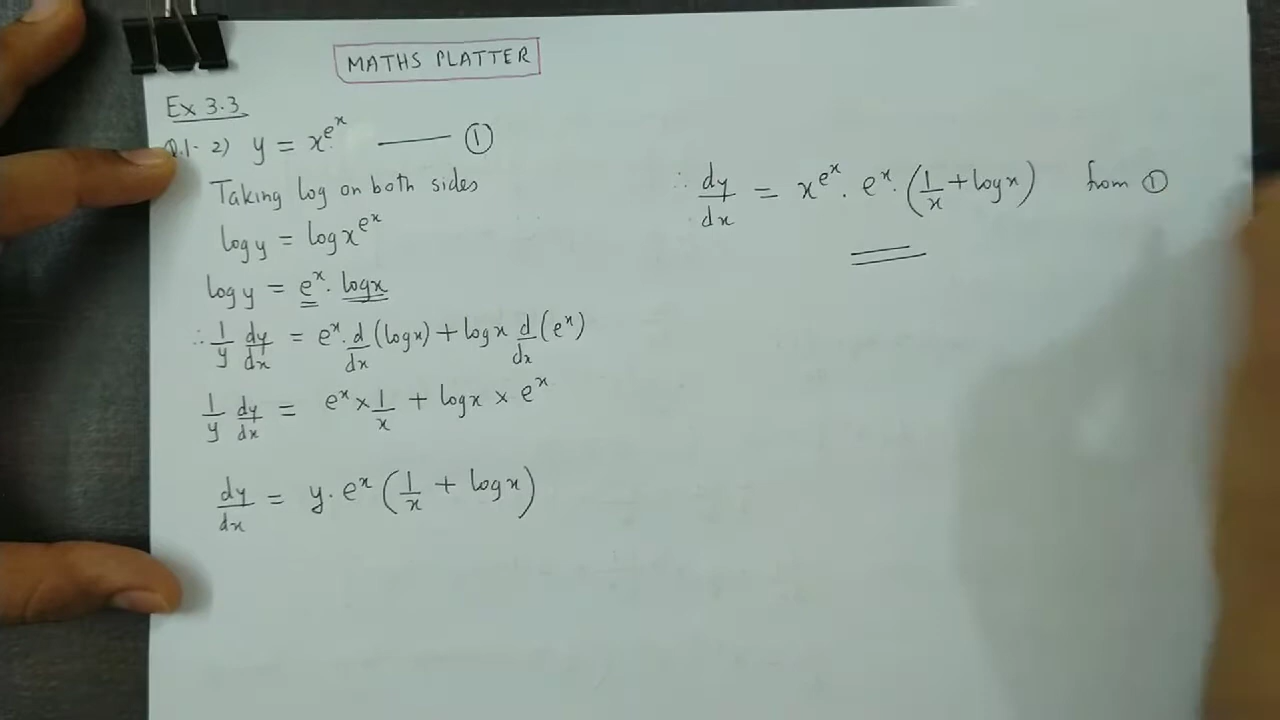 MATHS PLATTER
Ex 3.3
Q.1- 2) y = x^{e^x} —— ①
Taking log on both sides
log y = log x^{e^x}
log y = e^x · log x
∴ 1/y dy/dx = e^x · d/dx (log x) + log x d/dx (e^x)
1/y dy/dx = e^x × 1/x + log x × e^x
dy/dx = y · e^x (1/x + log x)
∴ dy/dx = x^{e^x} · e^x · (1/x + log x) from ①